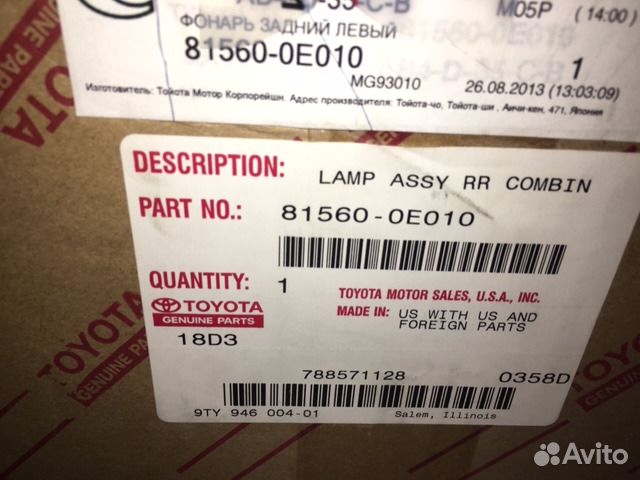 M05P (14:00)
ФОНАРЬ ЗАДНИЙ ЛЕВЫЙ
81560-0E010
MG93010
1
26.08.2013 (13:03:09)
Изготовитель: Тойота Мотор Корпорейшн. Адрес производителя: Тойота-чо, Тойота-ши, Аичи-кен, 471, Япония
DESCRIPTION: LAMP ASSY RR COMBIN
PART NO.: 81560-0E010
QUANTITY: 1
TOYOTA
GENUINE PARTS
18D3
TOYOTA MOTOR SALES, U.S.A., INC.
MADE IN: US WITH US AND
FOREIGN PARTS
788571128
0358D
9TY 946 004-01
Salem, Illinois
TOYOTA
GENUINE PARTS
TOYOTA
GENUINE PARTS
Avito